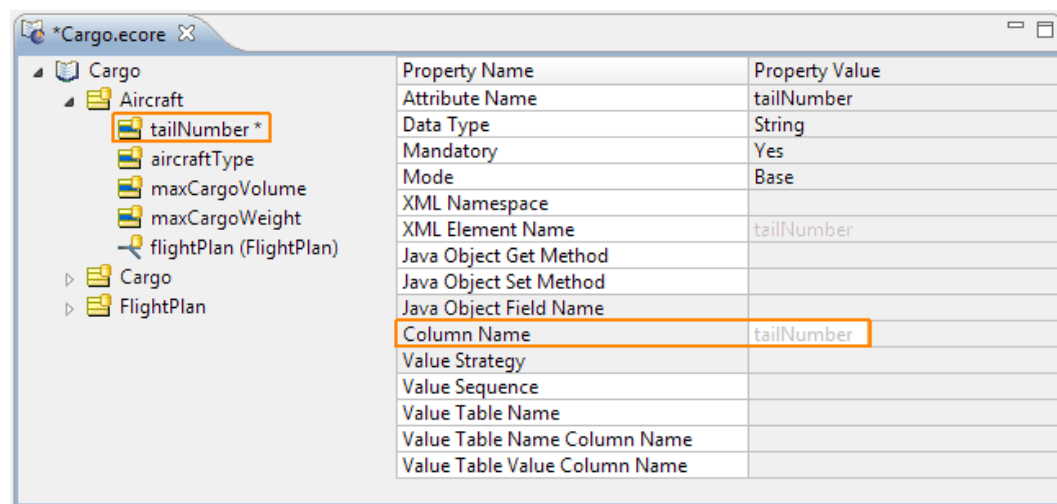 *Cargo.ecore
Cargo
Aircraft
tailNumber *
aircraftType
maxCargoVolume
maxCargoWeight
flightPlan (FlightPlan)
Cargo
FlightPlan
Property Name Property Value
Attribute Name tailNumber
Data Type String
Mandatory Yes
Mode Base
XML Namespace
XML Element Name tailNumber
Java Object Get Method
Java Object Set Method
Java Object Field Name
Column Name tailNumber
Value Strategy
Value Sequence
Value Table Name
Value Table Name Column Name
Value Table Value Column Name